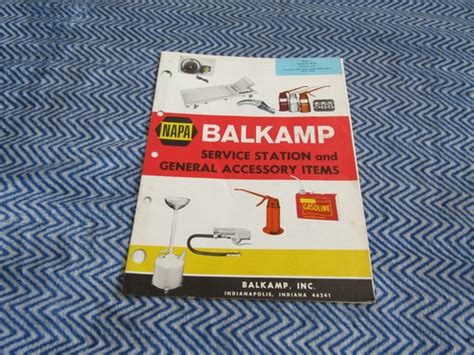 NAPA
BALKAMP
SERVICE STATION and
GENERAL ACCESSORY ITEMS
GASOLINE
BALKAMP, INC.
INDIANAPOLIS, INDIANA 46241